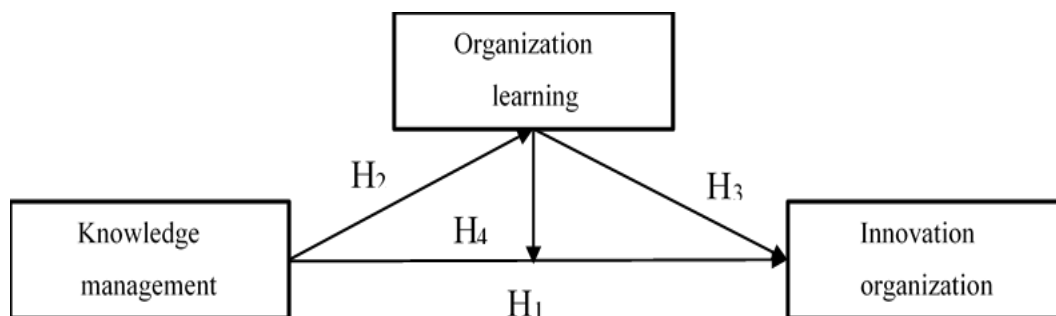 Organization
learning
H2
H3
Knowledge
management
H4
Innovation
organization
H1